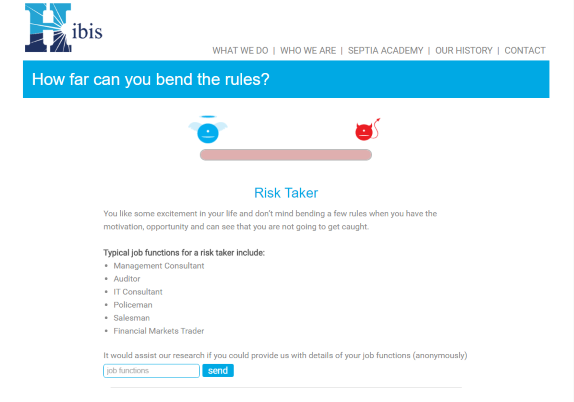 Hibis
WHAT WE DO | WHO WE ARE | SEPTIA ACADEMY | OUR HISTORY | CONTACT
How far can you bend the rules?
Risk Taker
You like some excitement in your life and don't mind bending a few rules when you have the
motivation, opportunity and can see that you are not going to get caught.
Typical job functions for a risk taker include:
• Management Consultant
• Auditor
• IT Consultant
• Policeman
• Salesman
• Financial Markets Trader
It would assist our research if you could provide us with details of your job functions (anonymously)
job functions send